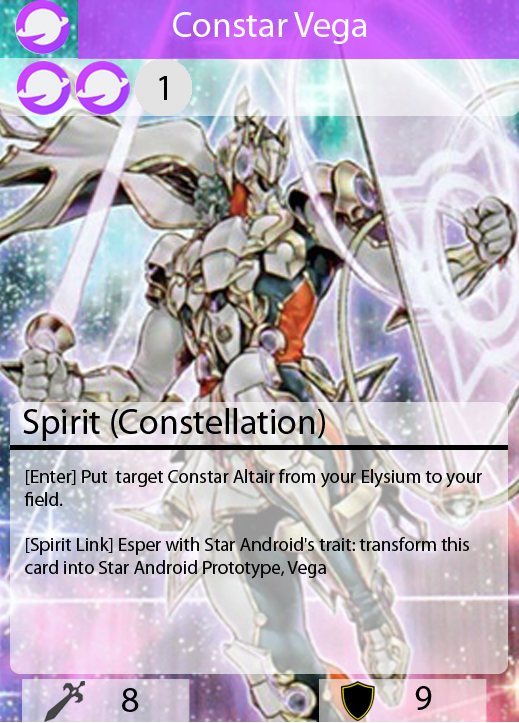 Constar Vega
1
Spirit (Constellation)
[Enter] Put  target Constar Altair from your Elysium to your
field.
[Spirit Link] Esper with Star Android's trait: transform this
card into Star Android Prototype, Vega
8
9